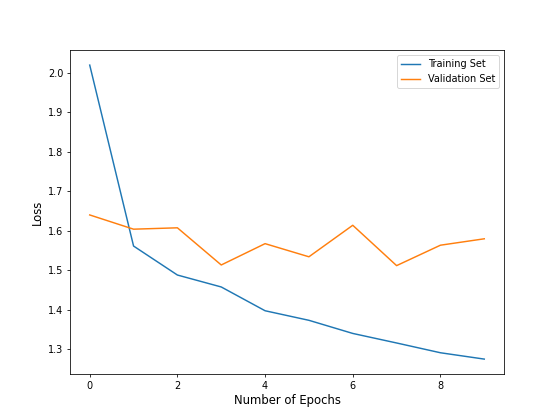 Training Set
Validation Set
2.0
1.9
1.8
1.7
1.6
1.5
1.4
1.3
Loss
0 2 4 6 8
Number of Epochs